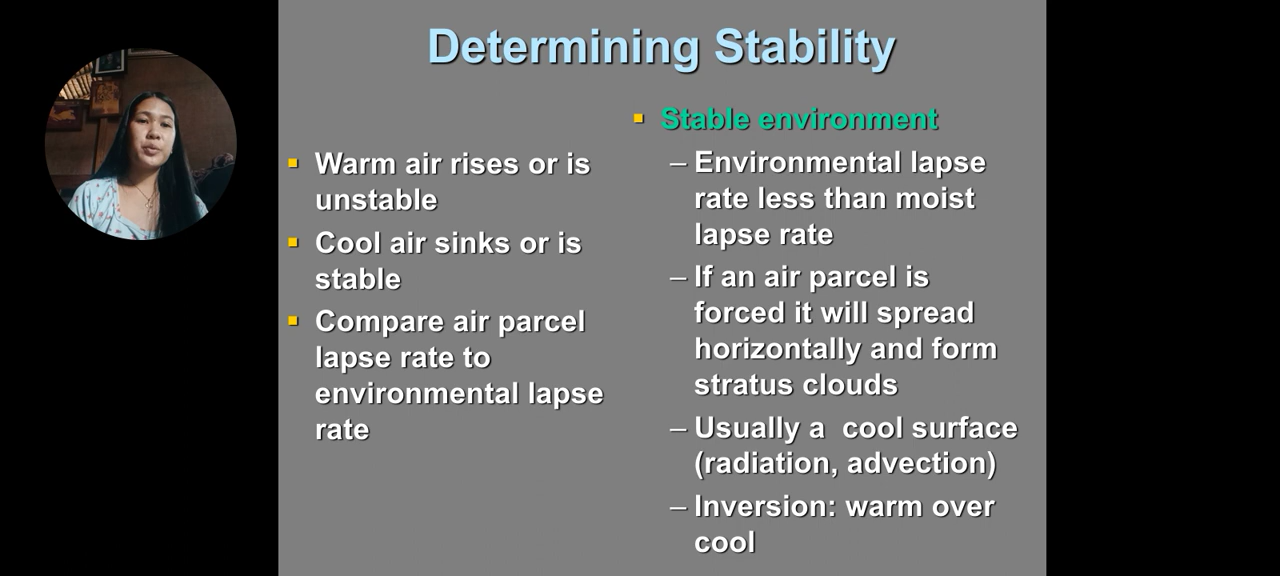 Determining Stability
Warm air rises or is
unstable
Cool air sinks or is
stable
Compare air parcel
lapse rate to
environmental lapse
rate
Stable environment
– Environmental lapse
rate less than moist
lapse rate
– If an air parcel is
forced it will spread
horizontally and form
stratus clouds
– Usually a  cool surface
(radiation, advection)
– Inversion: warm over
cool